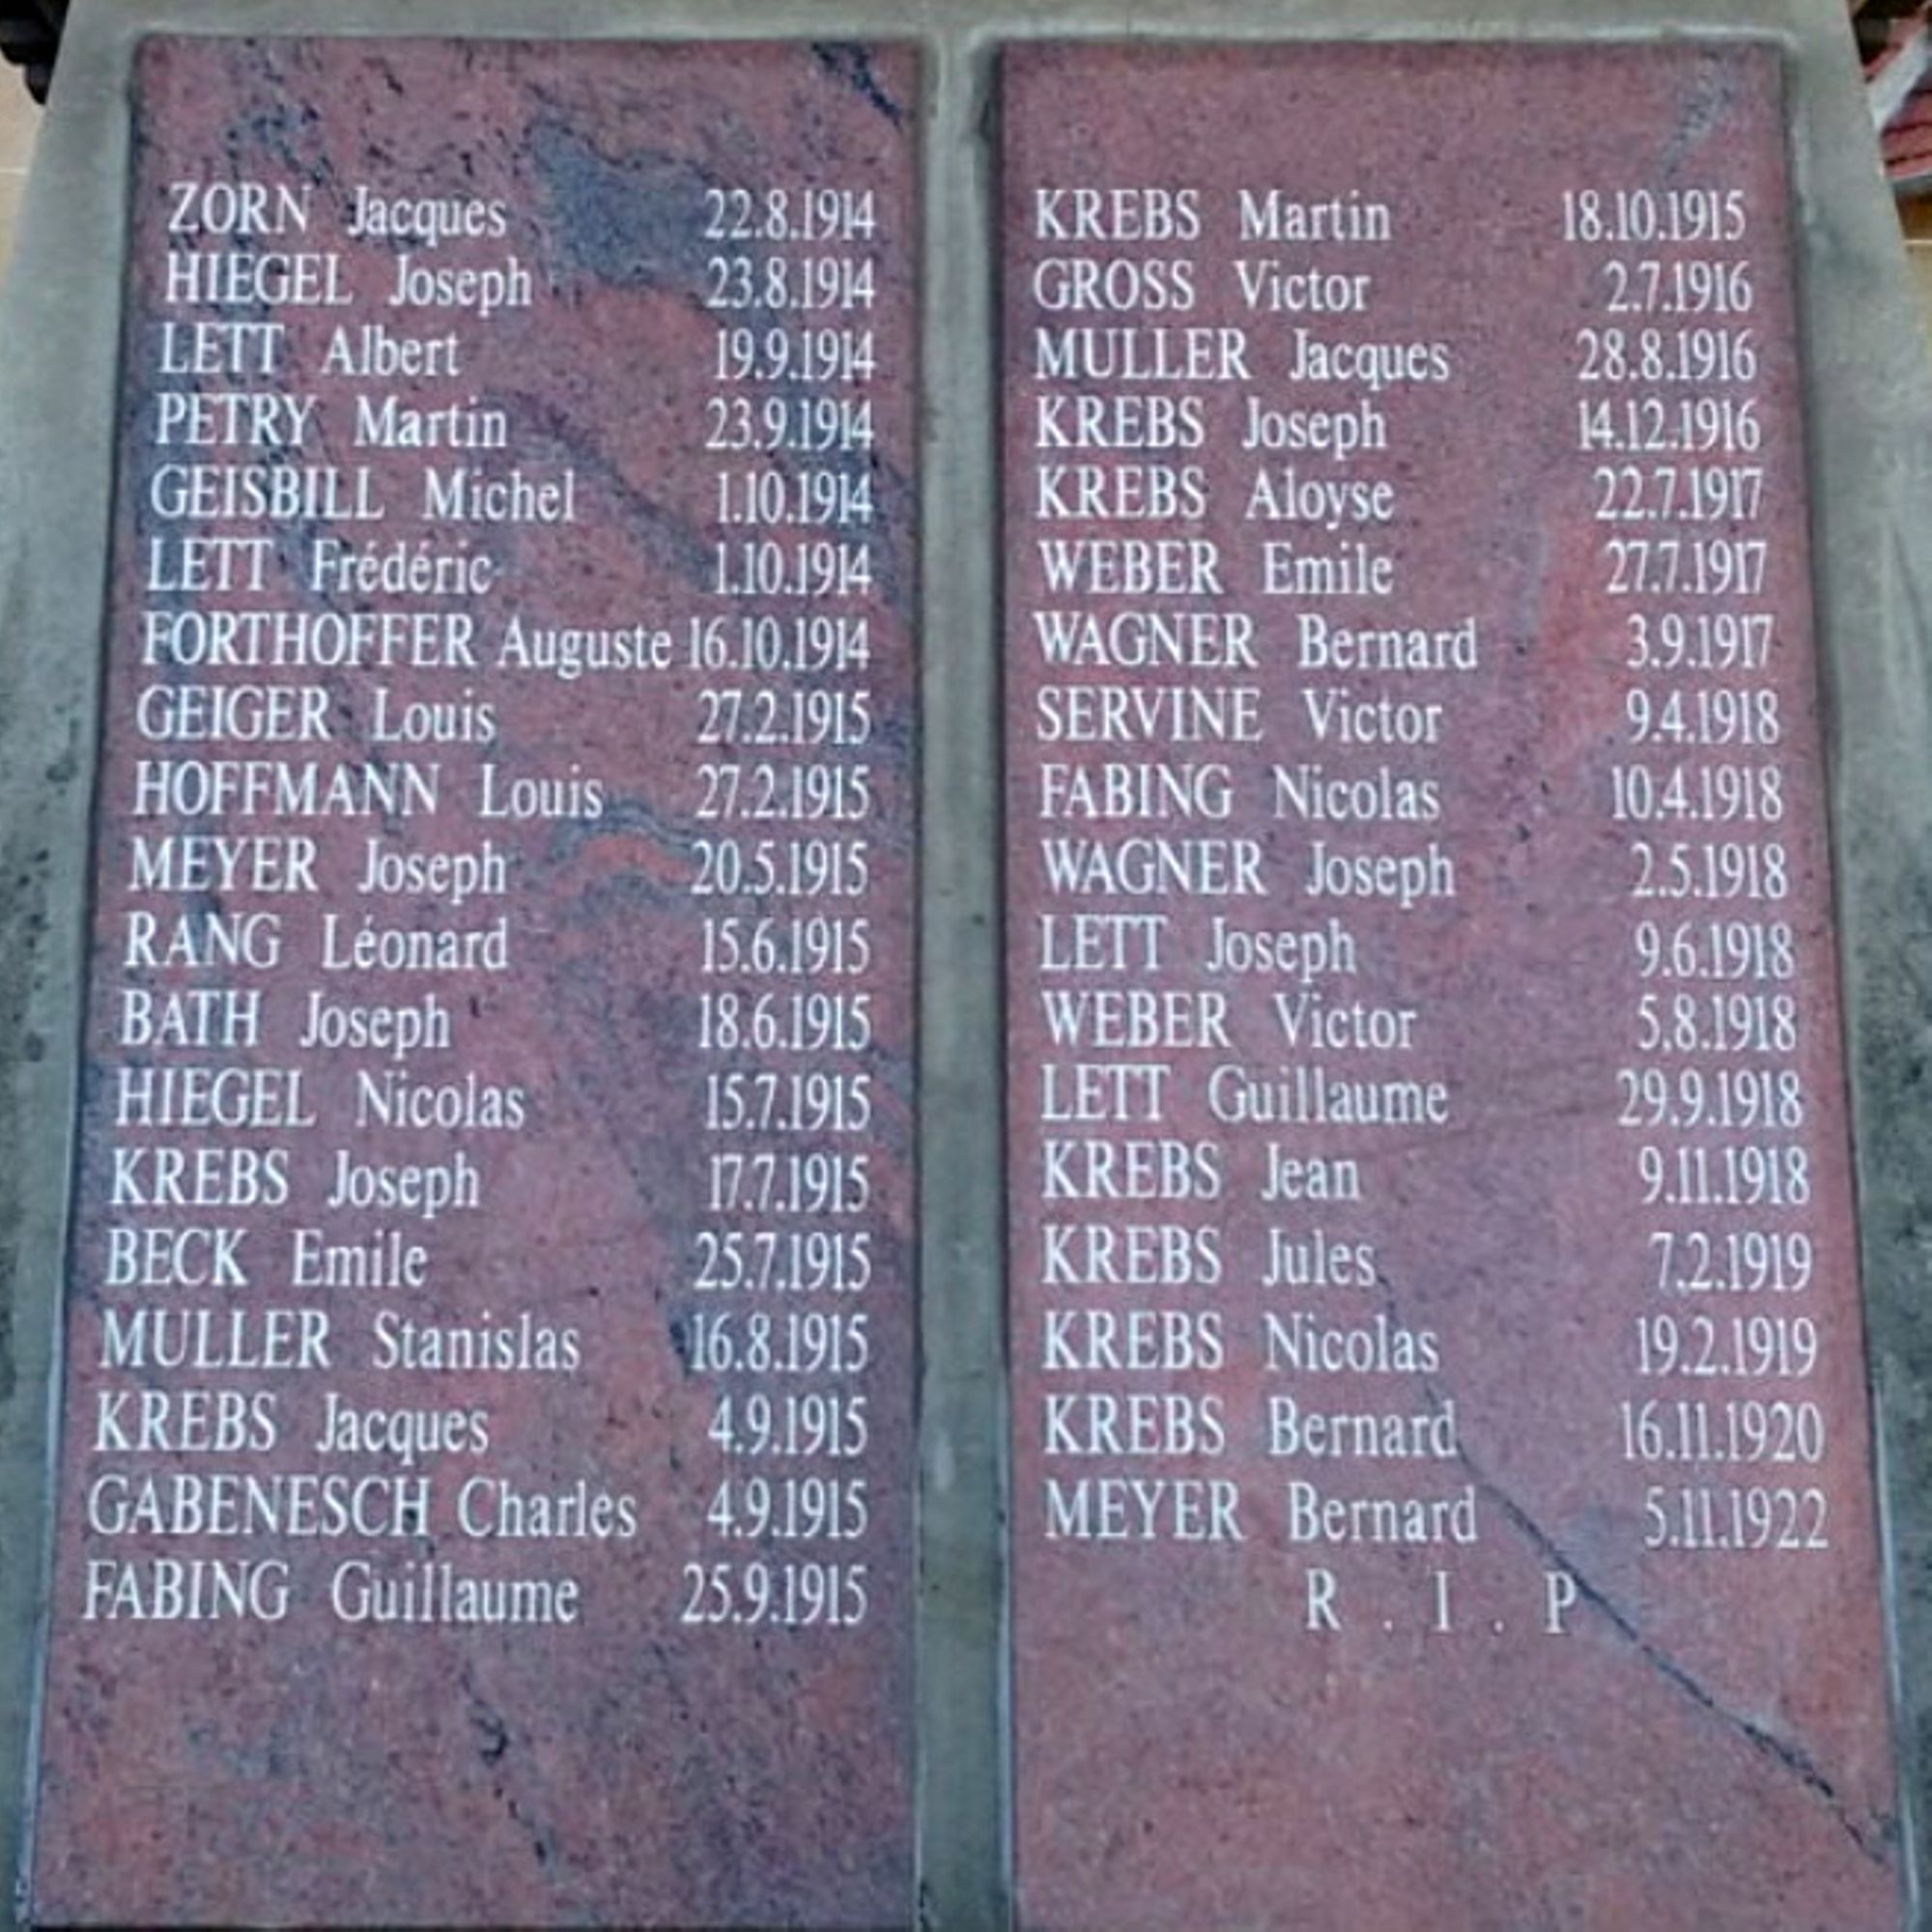 ZORN Jacques 22.8.1914
HIEGEL Joseph 23.8.1914
LETT Albert 19.9.1914
PETRY Martin 23.9.1914
GEISBILL Michel 1.10.1914
LETT Frédéric 1.10.1914
FORTHOFFER Auguste 16.10.1914
GEIGER Louis 27.2.1915
HOFFMANN Louis 27.2.1915
MEYER Joseph 20.5.1915
RANG Léonard 15.6.1915
BATH Joseph 18.6.1915
HIEGEL Nicolas 15.7.1915
KREBS Joseph 17.7.1915
BECK Emile 25.7.1915
MULLER Stanislas 16.8.1915
KREBS Jacques 4.9.1915
GABENESCH Charles 4.9.1915
FABING Guillaume 25.9.1915
KREBS Martin 18.10.1915
GROSS Victor 2.7.1916
MULLER Jacques 28.8.1916
KREBS Joseph 14.12.1916
KREBS Aloyse 22.7.1917
WEBER Emile 27.7.1917
WAGNER Bernard 3.9.1917
SERVINE Victor 9.4.1918
FABING Nicolas 10.4.1918
WAGNER Joseph 2.5.1918
LETT Joseph 9.6.1918
WEBER Victor 5.8.1918
LETT Guillaume 29.9.1918
KREBS Jean 9.11.1918
KREBS Jules 7.2.1919
KREBS Nicolas 19.2.1919
KREBS Bernard 16.11.1920
MEYER Bernard 5.11.1922
R . I . P